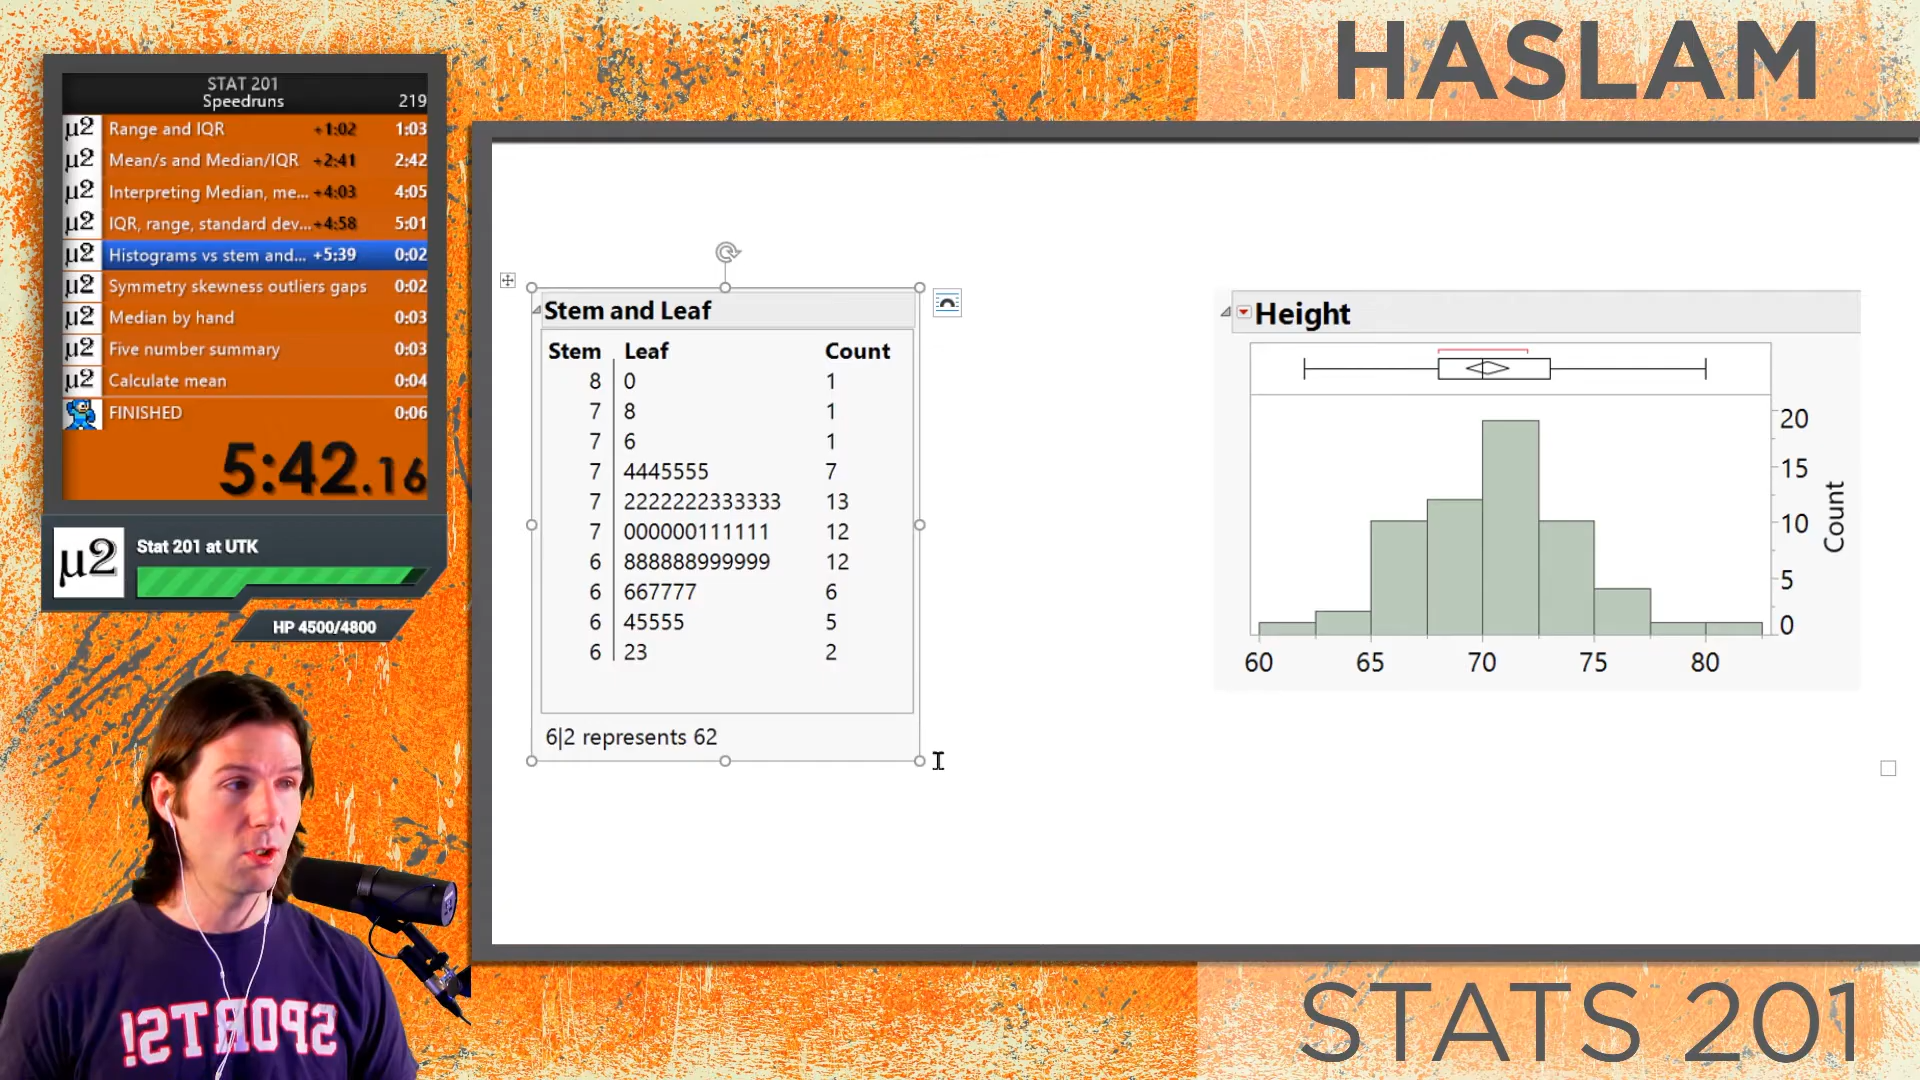 HASLAM
STAT 201
Speedruns 219
μ2 Range and IQR +1:02 1:03
μ2 Mean/s and Median/IQR +2:41 2:42
μ2 Interpreting Median, me... +4:03 4:05
μ2 IQR, range, standard dev... +4:58 5:01
μ2 Histograms vs stem and... +5:39 0:02
μ2 Symmetry skewness outliers gaps 0:02
μ2 Median by hand 0:03
μ2 Five number summary 0:03
μ2 Calculate mean 0:04
FINISHED 0:06
5:42.16
μ2 Stat 201 at UTK
HP 4500/4800
SPORTS!
Stem and Leaf
Stem Leaf Count
8 0 1
7 8 1
7 6 1
7 4445555 7
7 2222222333333 13
7 000000111111 12
6 888888999999 12
6 667777 6
6 45555 5
6 23 2
6|2 represents 62
Height
20
15
10
5
0
Count
60 65 70 75 80
STATS 201